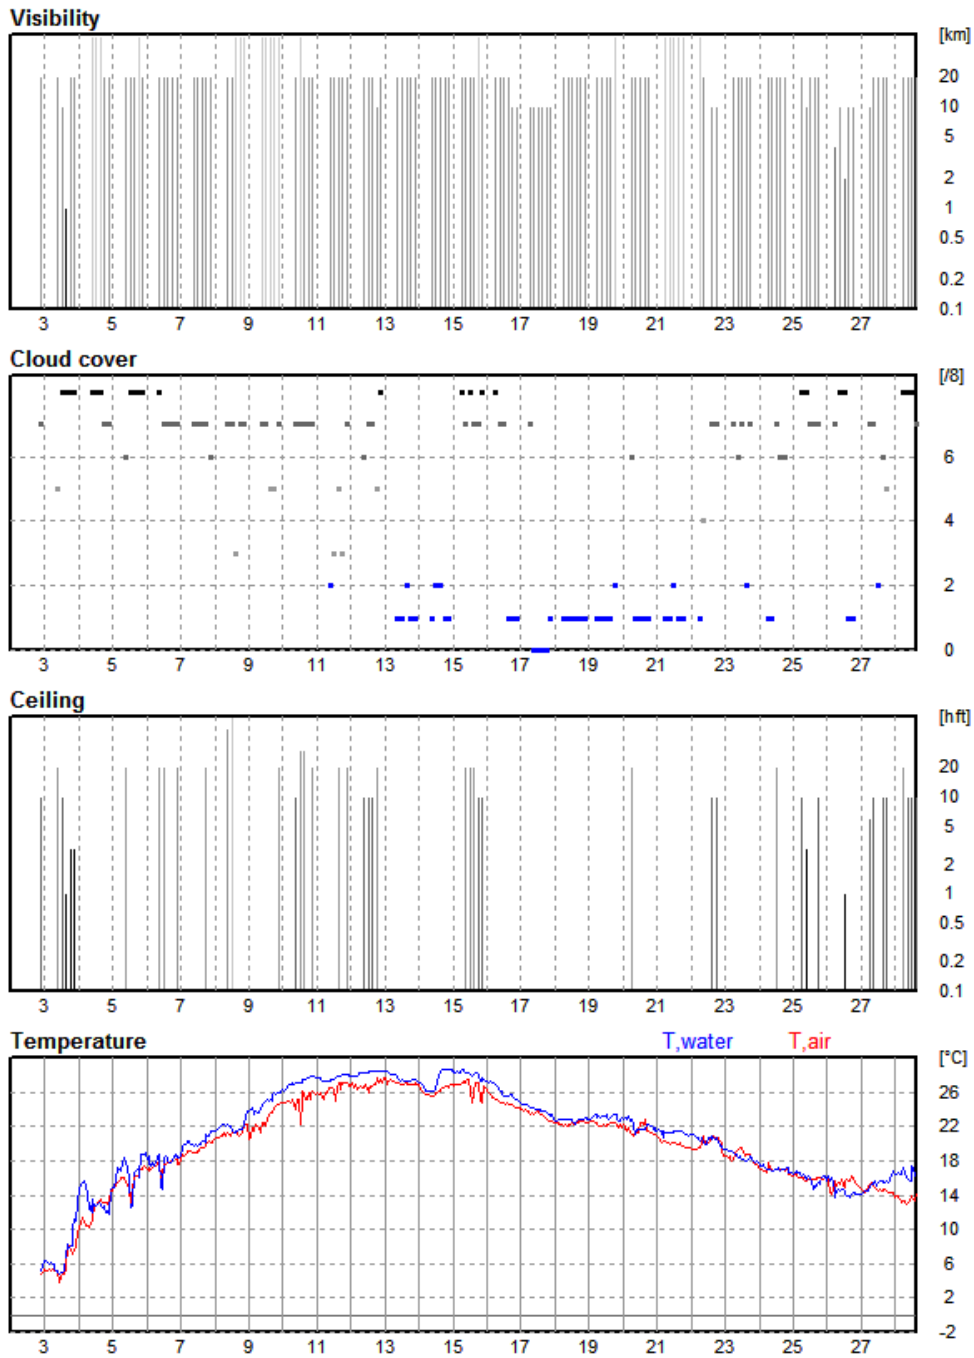 Visibility
[km]
20
10
5
2
1
0.5
0.2
0.1
3 5 7 9 11 13 15 17 19 21 23 25 27
Cloud cover
[/8]
6
4
2
0
3 5 7 9 11 13 15 17 19 21 23 25 27
Ceiling
[hft]
20
10
5
2
1
0.5
0.2
0.1
3 5 7 9 11 13 15 17 19 21 23 25 27
Temperature T,water T,air
[°C]
26
22
18
14
10
6
2
-2
3 5 7 9 11 13 15 17 19 21 23 25 27